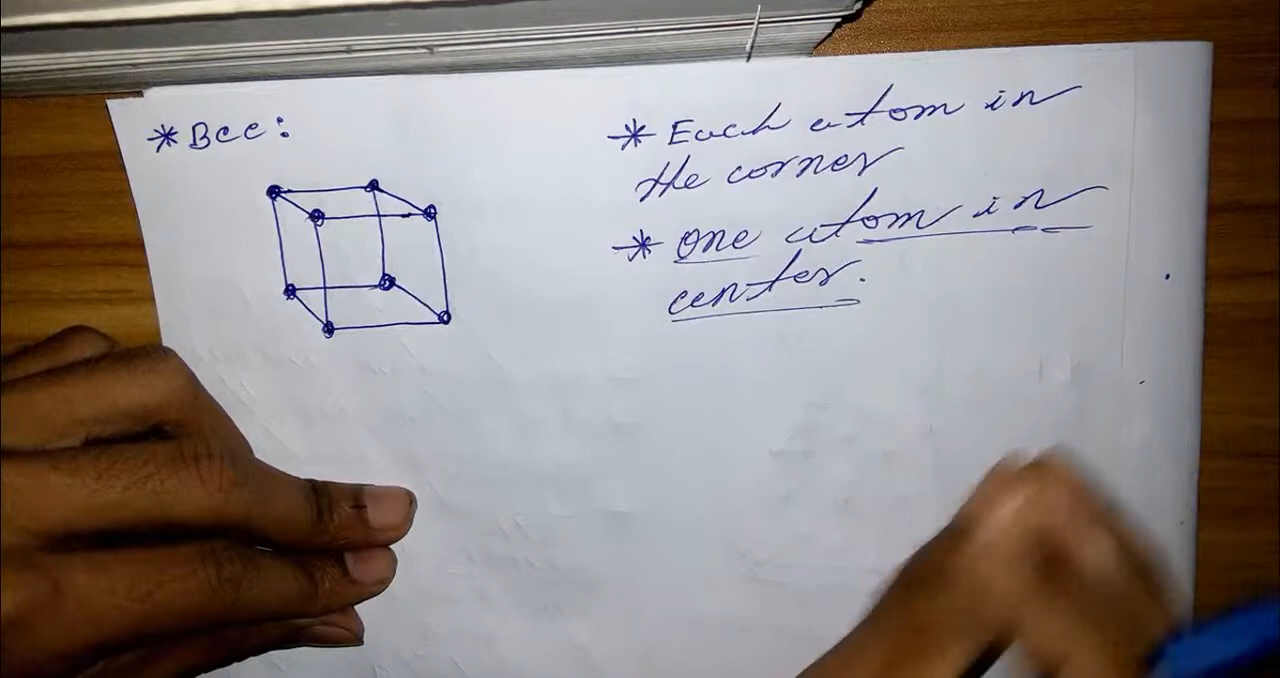 * Bcc:
* Each atom in
the corner
* one atom in
center.